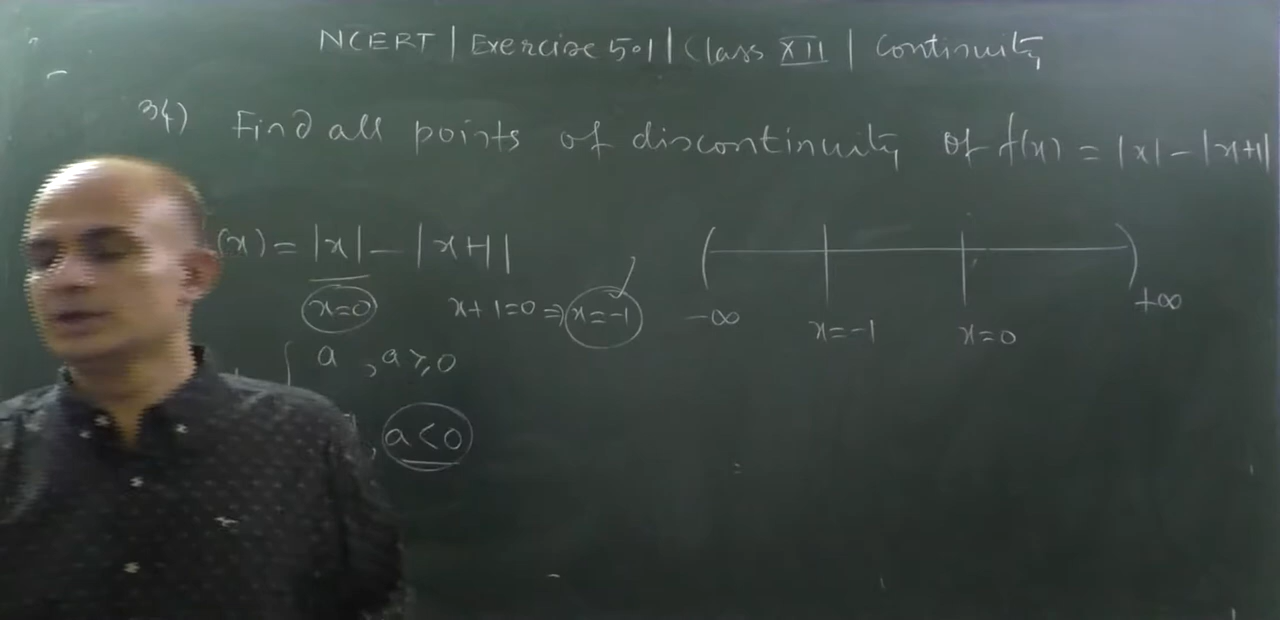 NCERT | Exercise 5.1 | Class XII | Continuity
34) Find all points of discontinuity of f(x) = |x| - |x+1|
(x) = |x| - |x+1|
x=0 x+1=0 ⇒ x=-1 ✓
-∞ x=-1 x=0 +∞
{ a , a ≥ 0
, a < 0